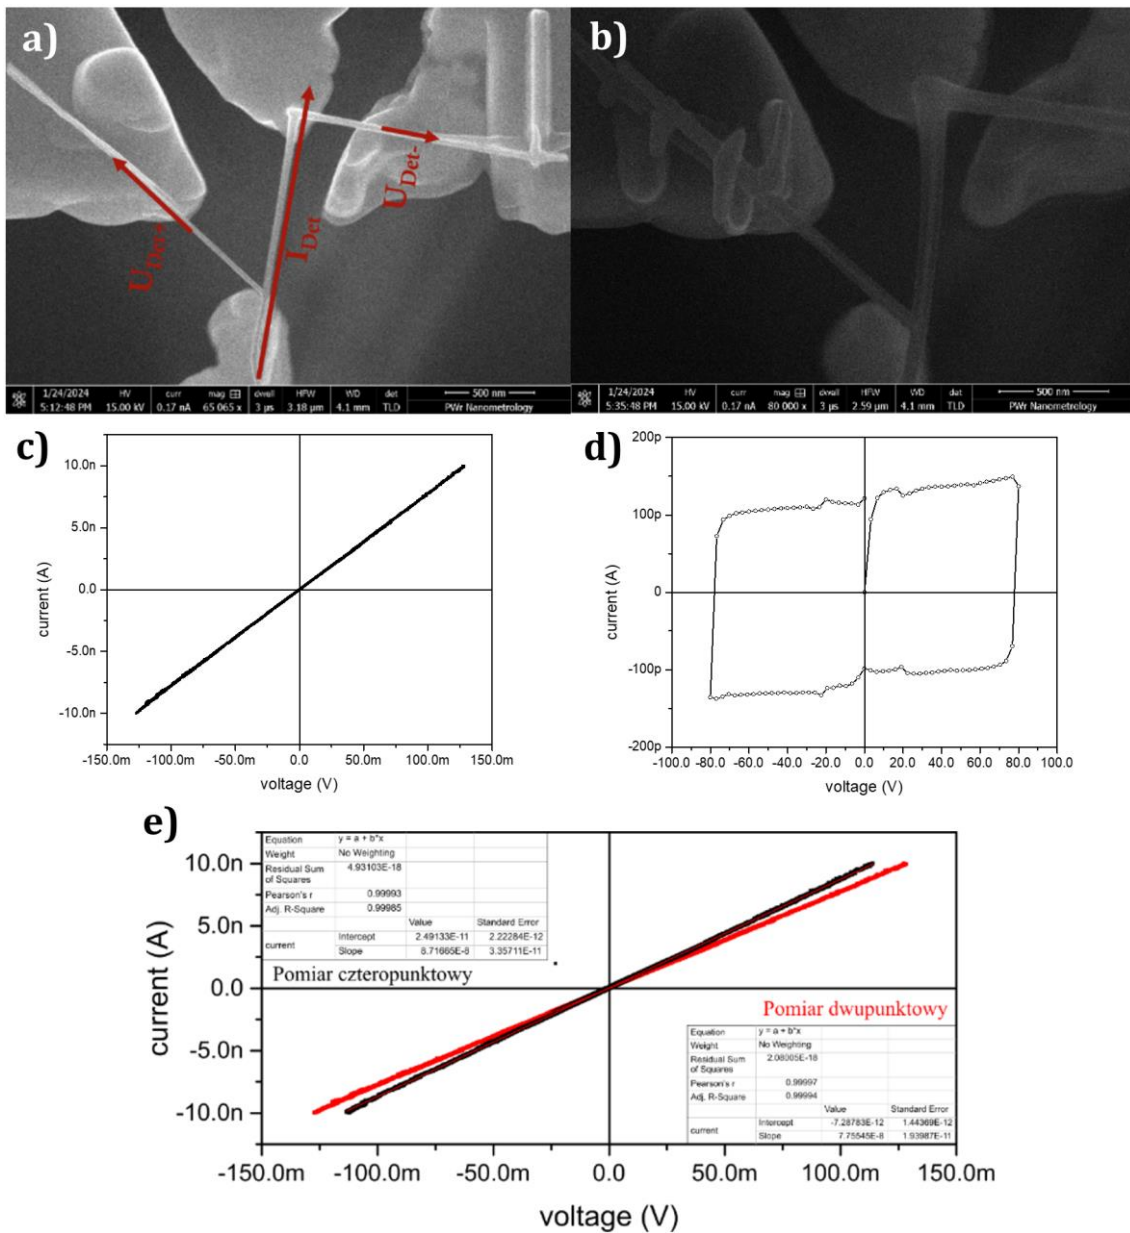 a)
U_Det+
I_Det
U_Det-
1/24/2024 HV curr mag dwell HFW WD det 500 nm
5:12:48 PM 15.00 kV 0.17 nA 65 065 x 3 µs 3.18 µm 4.1 mm TLD PWr Nanometrology
b)
1/24/2024 HV curr mag dwell HFW WD det 500 nm
5:35:48 PM 15.00 kV 0.17 nA 80 000 x 3 µs 2.59 µm 4.1 mm TLD PWr Nanometrology
c)
10.0n
5.0n
0.0
-5.0n
-10.0n
current (A)
-150.0m -100.0m -50.0m 0.0 50.0m 100.0m 150.0m
voltage (V)
d)
200p
100p
0
-100p
-200p
current (A)
-100.0 -80.0 -60.0 -40.0 -20.0 0.0 20.0 40.0 60.0 80.0 100.0
voltage (V)
e)
10.0n
5.0n
0.0
-5.0n
-10.0n
current (A)
Equation y = a + b*x
Weight No Weighting
Residual Sum of Squares 4.93103E-18
Pearson's r 0.99993
Adj. R-Square 0.99985
Value Standard Error
current Intercept 2.49133E-11 2.22284E-12
Slope 8.71665E-8 3.35711E-11
Pomiar czteropunktowy
Pomiar dwupunktowy
Equation y = a + b*x
Weight No Weighting
Residual Sum of Squares 2.08005E-18
Pearson's r 0.99997
Adj. R-Square 0.99994
Value Standard Error
current Intercept -7.28783E-12 1.44369E-12
Slope 7.75545E-8 1.93987E-11
-150.0m -100.0m -50.0m 0.0 50.0m 100.0m 150.0m
voltage (V)